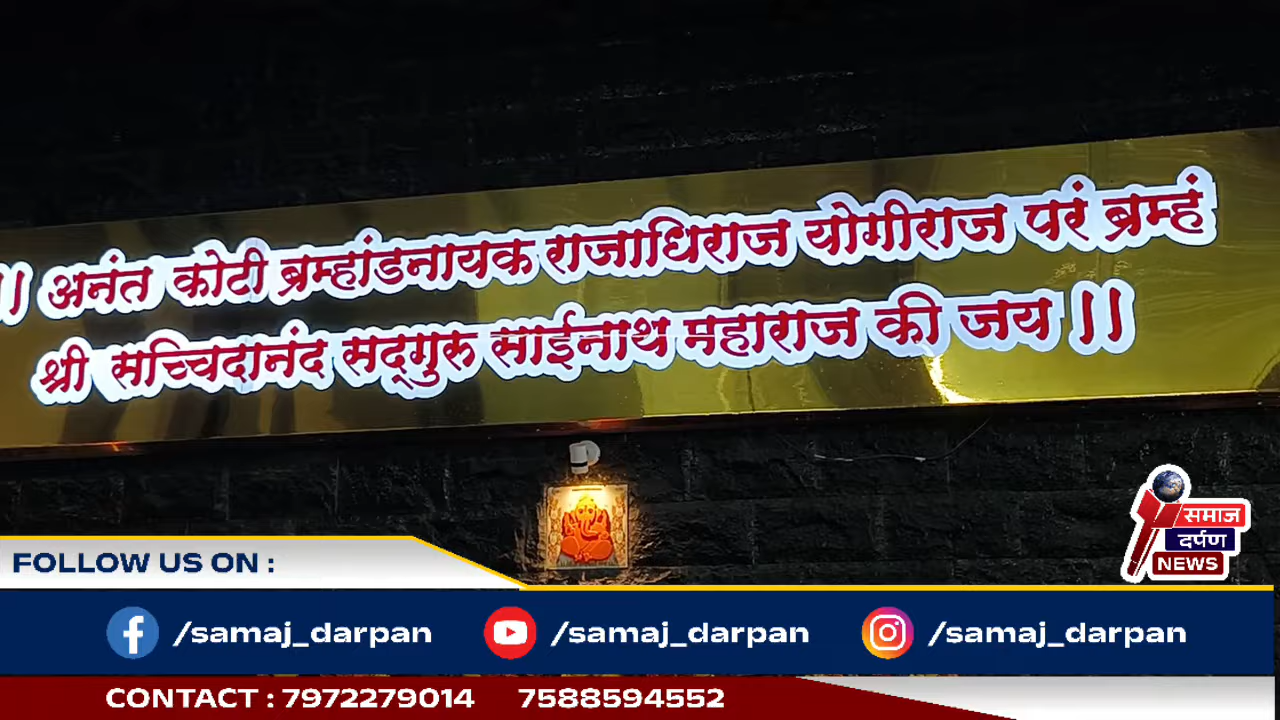 || अनंत कोटी ब्रम्हांडनायक राजाधिराज योगीराज परं ब्रम्हं
श्री सच्चिदानंद सद्‌गुरु साईनाथ महाराज की जय ||
समाज
दर्पण
NEWS
FOLLOW US ON :
/samaj_darpan /samaj_darpan /samaj_darpan
CONTACT : 7972279014 7588594552